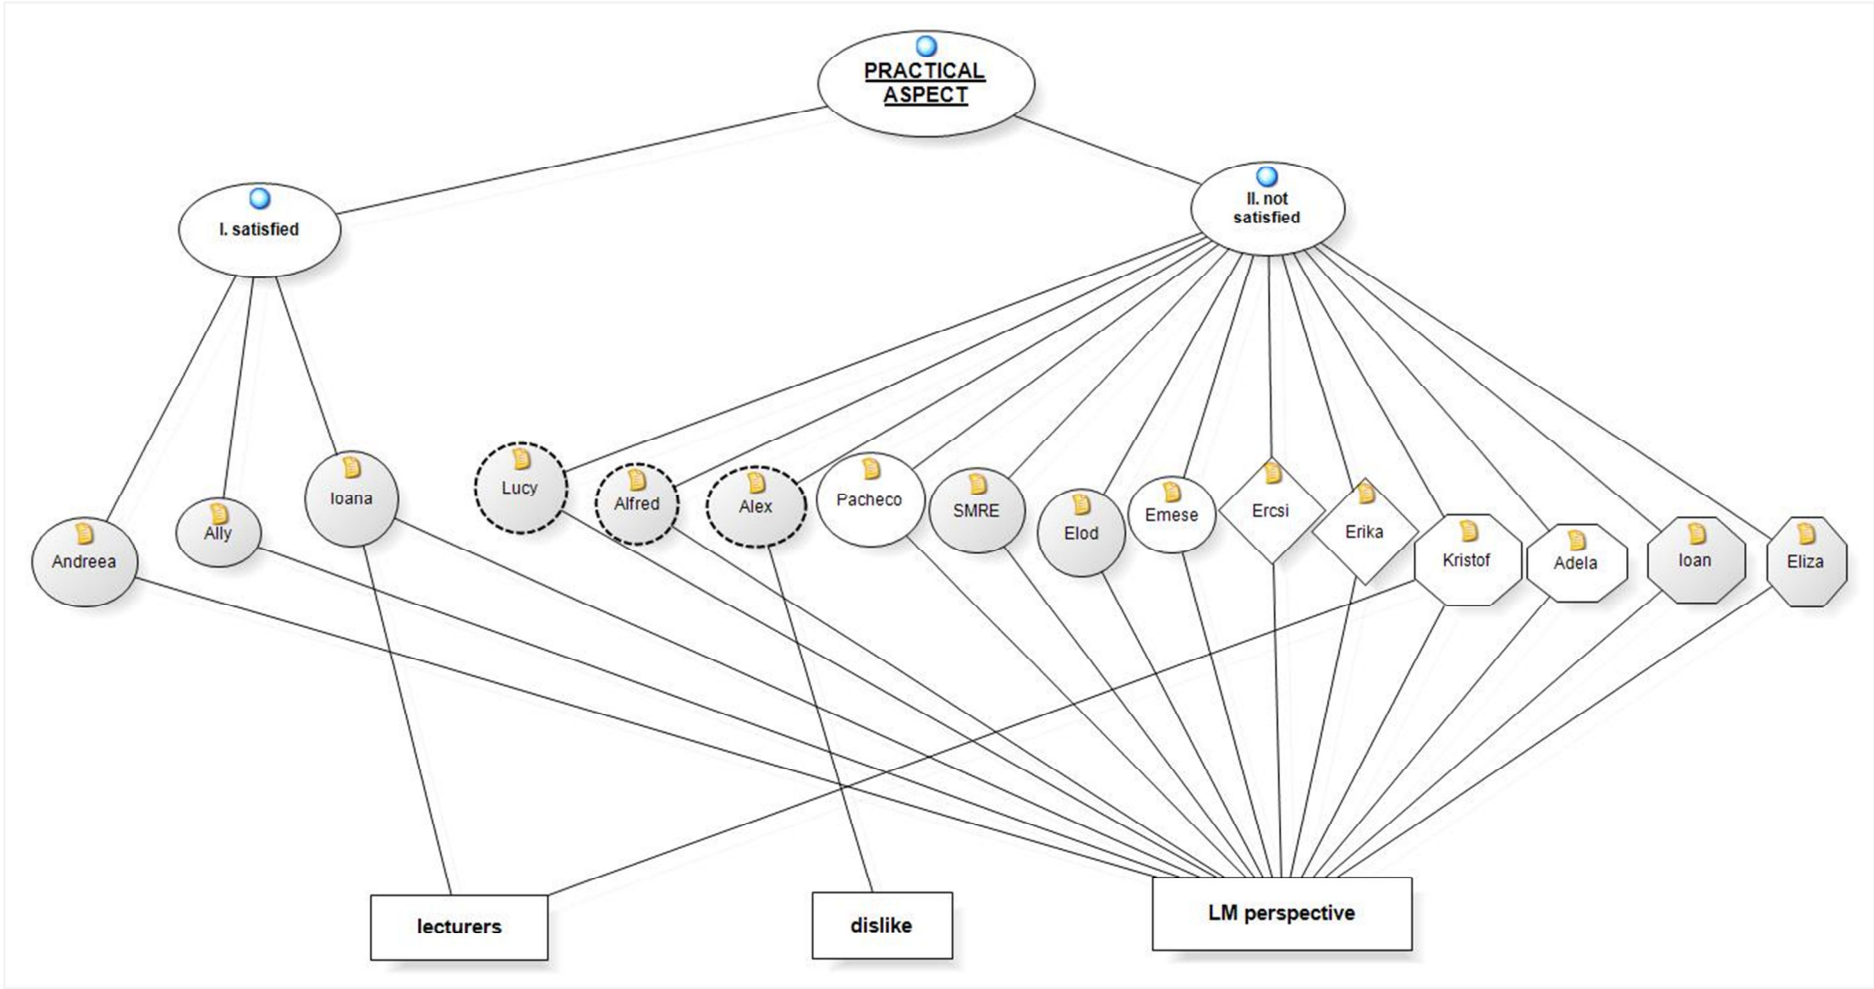 PRACTICAL
ASPECT
I. satisfied
II. not
satisfied
Andreea
Ally
Ioana
Lucy
Alfred
Alex
Pacheco
SMRE
Elod
Emese
Ercsi
Erika
Kristof
Adela
Ioan
Eliza
lecturers
dislike
LM perspective